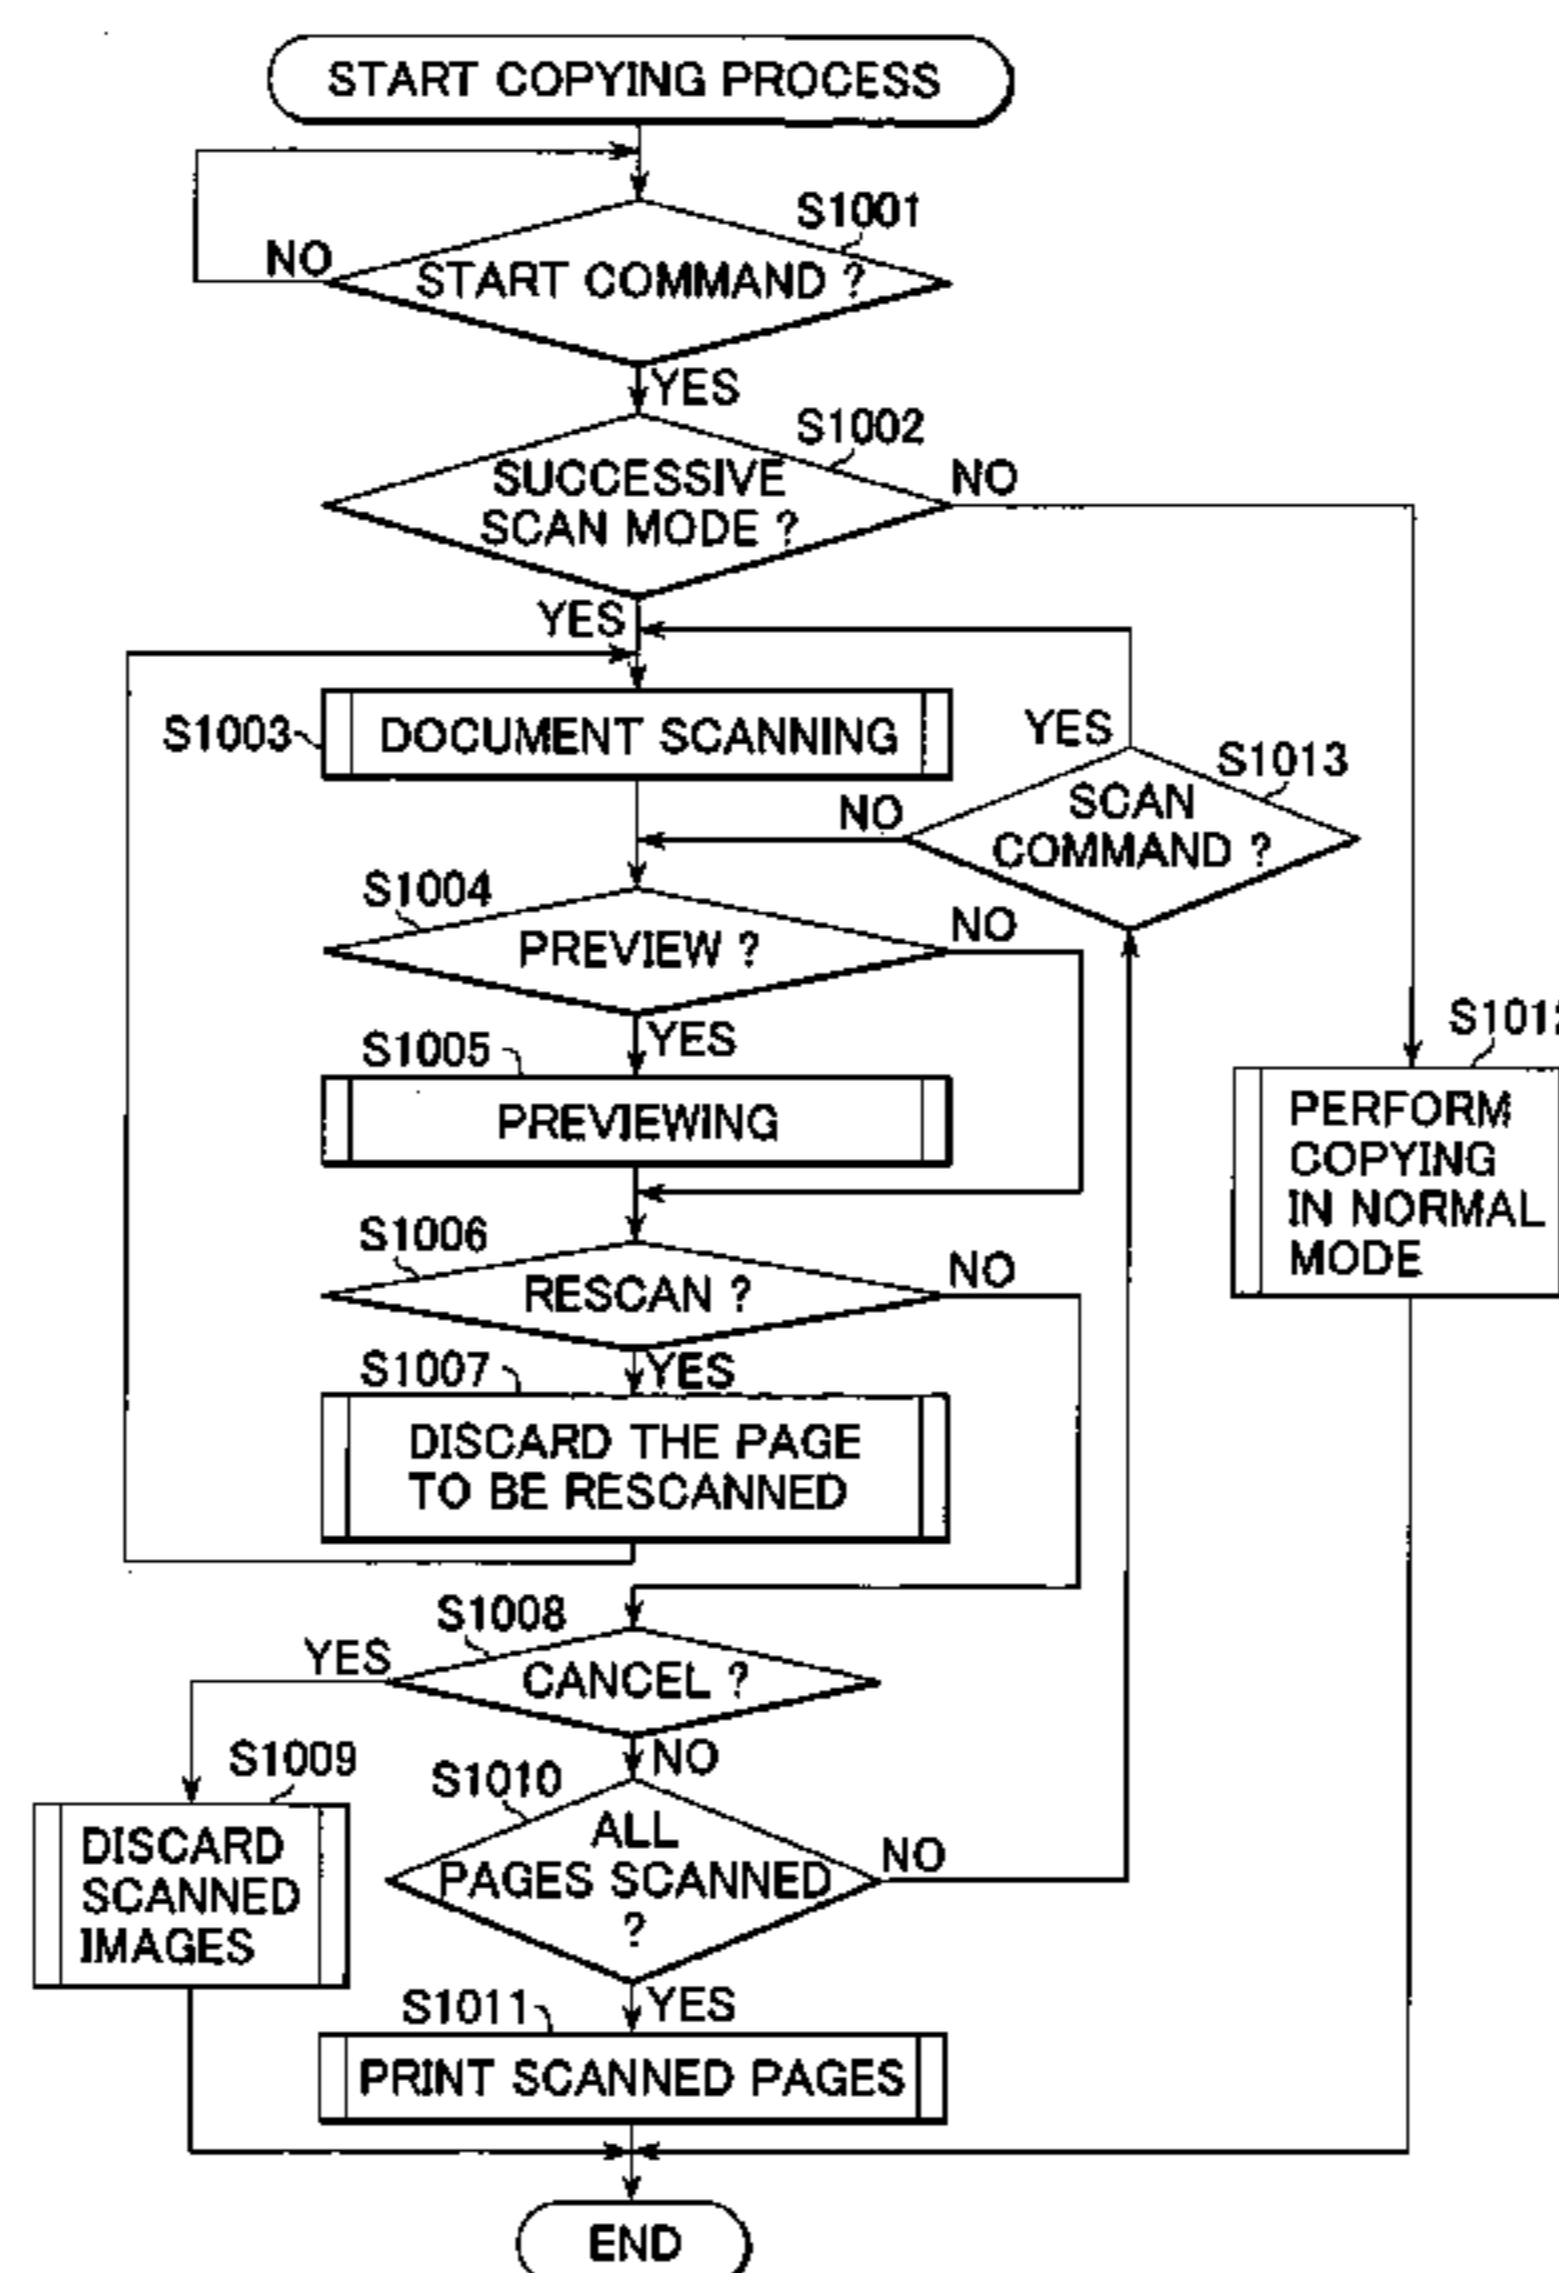 START COPYING PROCESS
S1001
NO
START COMMAND ?
YES
S1002
SUCCESSIVE
SCAN MODE ?
NO
YES
S1003
DOCUMENT SCANNING
YES
S1013
SCAN
COMMAND ?
NO
S1004
PREVIEW ?
NO
YES
S1005
PREVIEWING
S1012
PERFORM
COPYING
IN NORMAL
MODE
S1006
RESCAN ?
NO
YES
S1007
DISCARD THE PAGE
TO BE RESCANNED
S1008
YES
CANCEL ?
NO
S1009
DISCARD
SCANNED
IMAGES
S1010
ALL
PAGES SCANNED
?
NO
YES
S1011
PRINT SCANNED PAGES
END